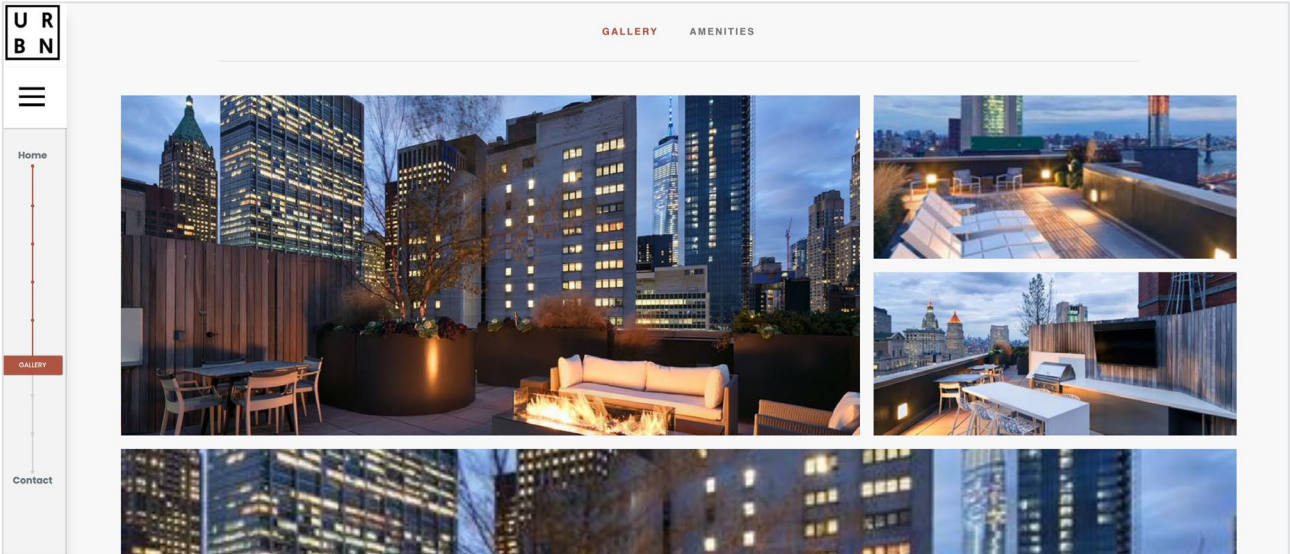 U R
B N
GALLERY AMENITIES
Home
GALLERY
Contact